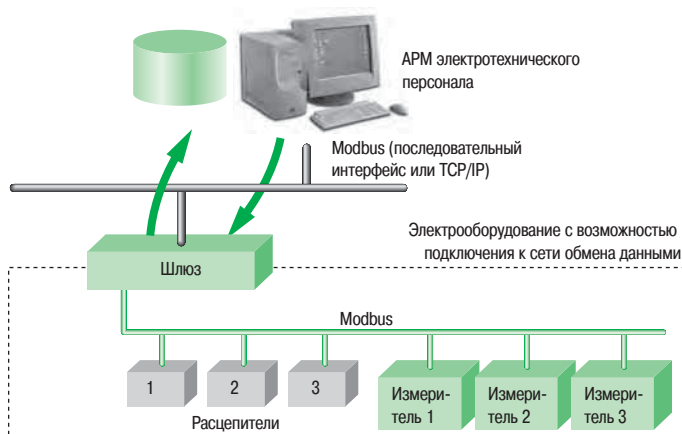 АРМ электротехнического
персонала
Modbus (последовательный
интерфейс или TCP/IP)
Электрооборудование с возможностью
подключения к сети обмена данными
Шлюз
Modbus
1
2
3
Расцепители
Измери-
тель 1
Измери-
тель 2
Измери-
тель 3